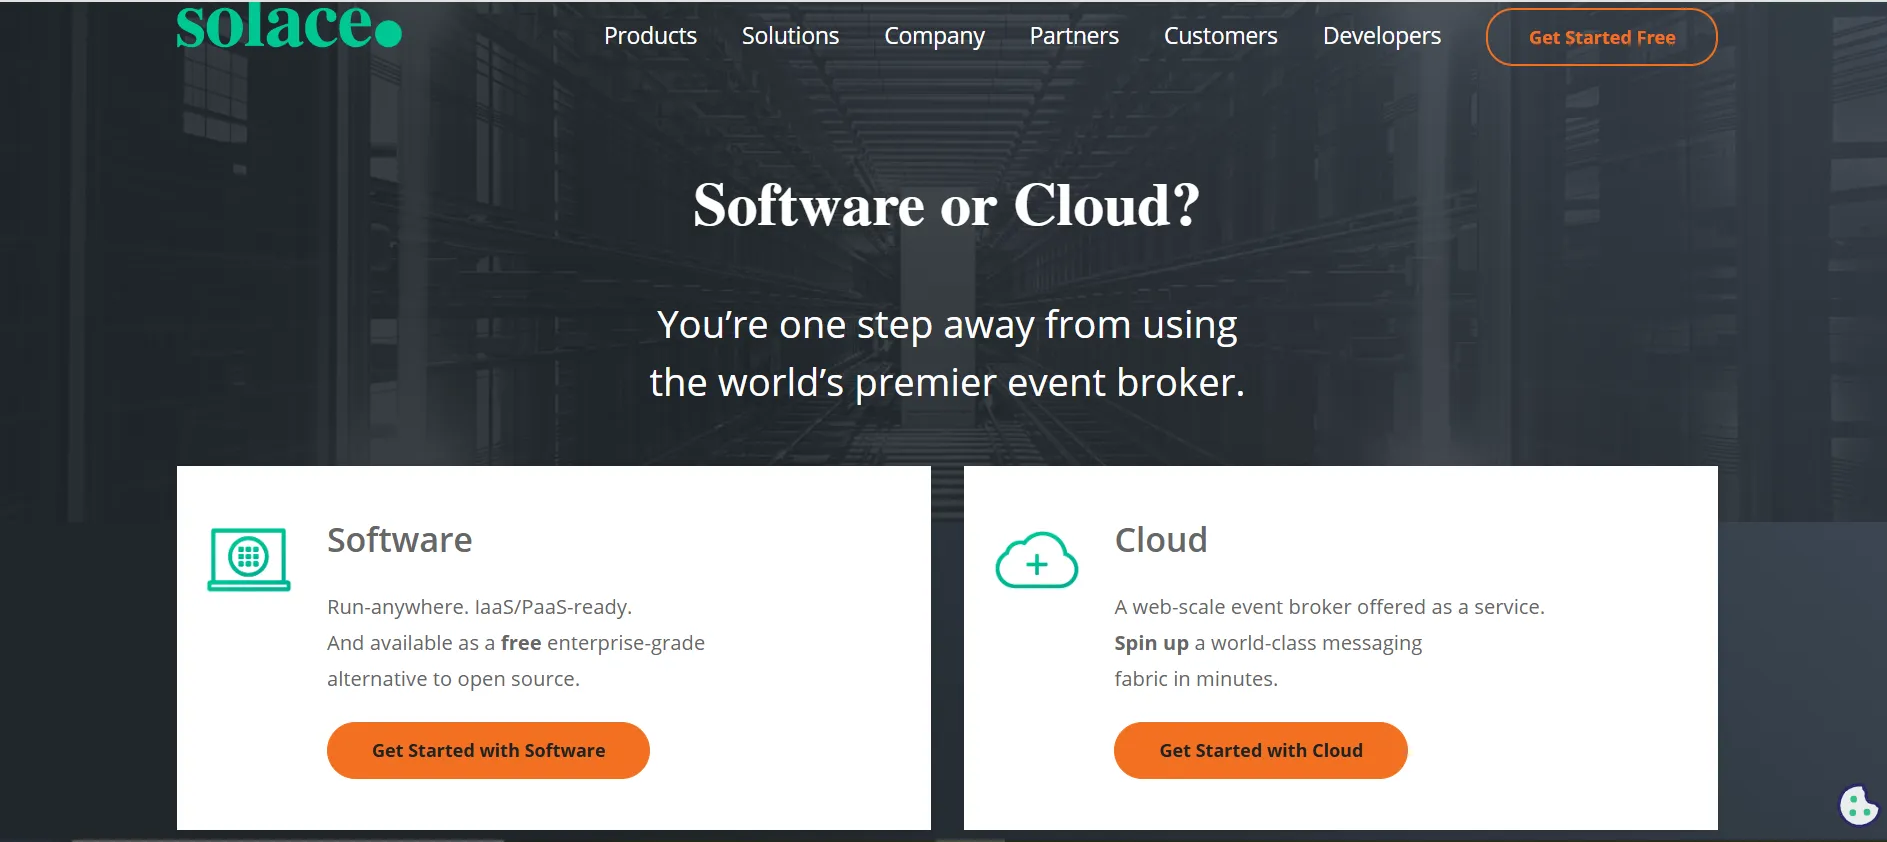 solace.
Products Solutions Company Partners Customers Developers Get Started Free
Software or Cloud?
You’re one step away from using
the world’s premier event broker.
Software
Run-anywhere. IaaS/PaaS-ready.
And available as a free enterprise-grade
alternative to open source.
Get Started with Software
Cloud
A web-scale event broker offered as a service.
Spin up a world-class messaging
fabric in minutes.
Get Started with Cloud